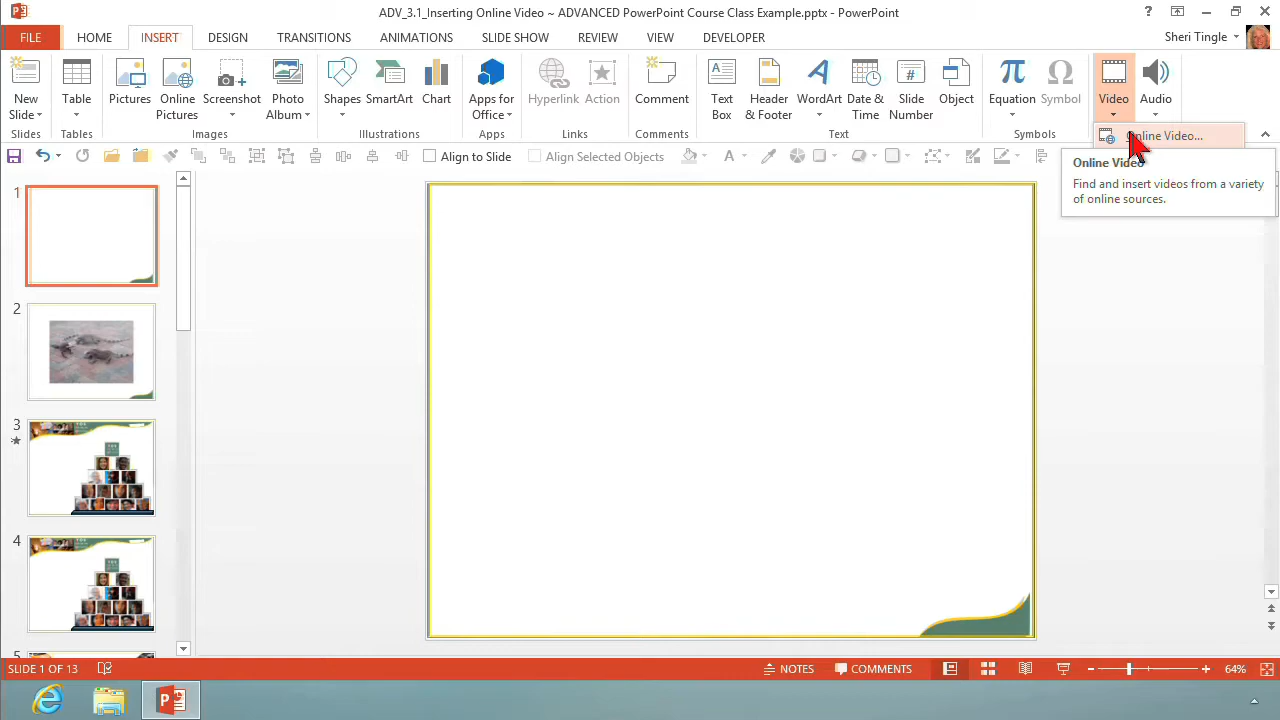 ADV_3.1_Inserting Online Video ~ ADVANCED PowerPoint Course Class Example.pptx - PowerPoint
FILE HOME INSERT DESIGN TRANSITIONS ANIMATIONS SLIDE SHOW REVIEW VIEW DEVELOPER Sheri Tingle
New Slide Table Pictures Online Pictures Screenshot Photo Album Shapes SmartArt Chart Apps for Office Hyperlink Action Comment Text Box Header & Footer WordArt Date & Time Slide Number Object Equation Symbol Video Audio
Slides Tables Images Illustrations Apps Links Comments Text Symbols
Online Video...
Align to Slide Align Selected Objects
Online Video
Find and insert videos from a variety
of online sources.
1
2
3
4
5
SLIDE 1 OF 13 NOTES COMMENTS 64%